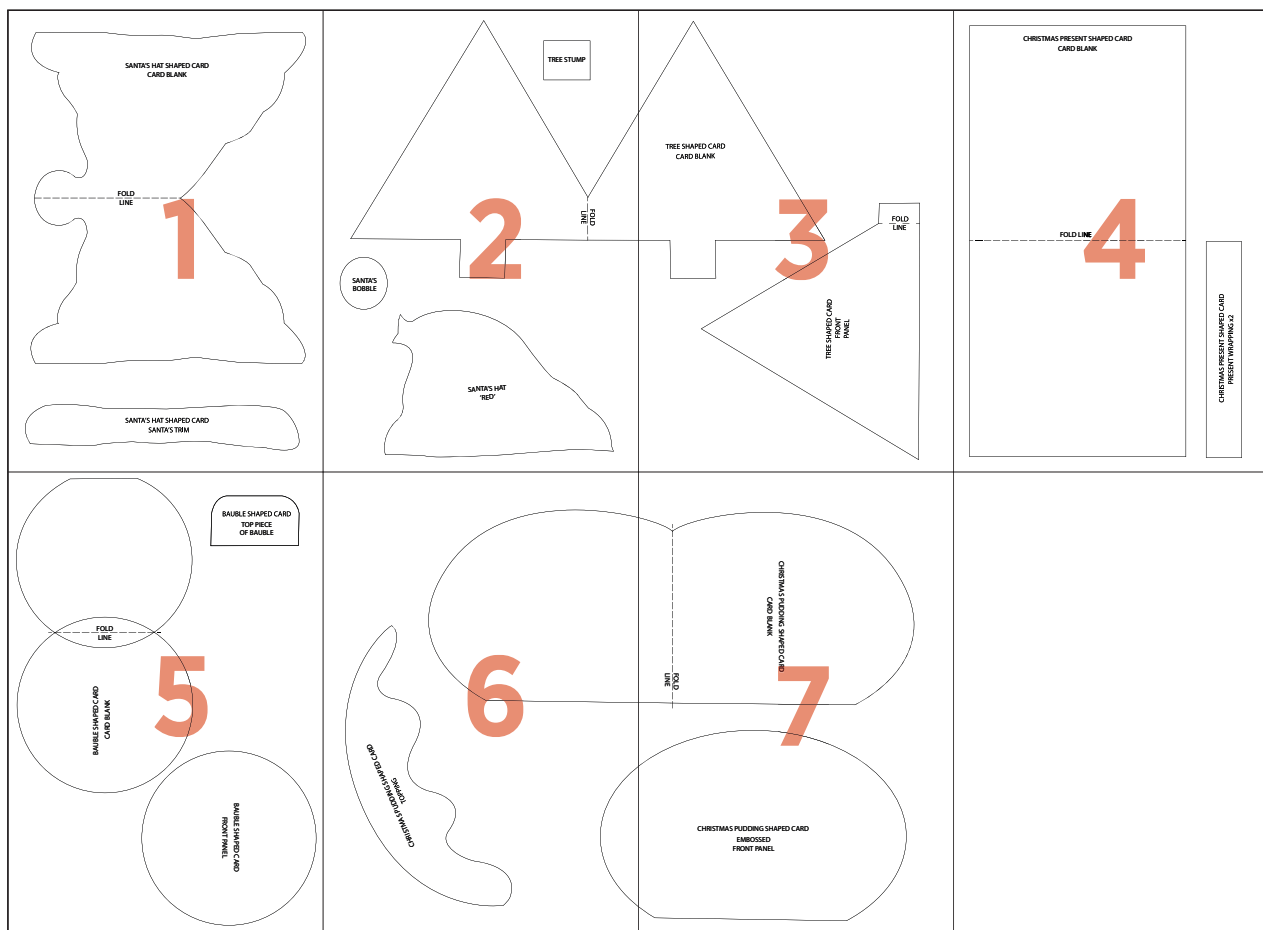 SANTA'S HAT SHAPED CARD
CARD BLANK
FOLD
LINE
1
SANTA'S HAT SHAPED CARD
SANTA'S TRIM
TREE STUMP
FOLD
LINE
2
SANTA'S
BOBBLE
SANTA'S HAT
'RED'
TREE SHAPED CARD
CARD BLANK
FOLD
LINE
3
TREE SHAPED CARD
FRONT
PANEL
CHRISTMAS PRESENT SHAPED CARD
CARD BLANK
FOLD LINE
4
CHRISTMAS PRESENT SHAPED CARD
PRESENT WRAPPING x2
BAUBLE SHAPED CARD
TOP PIECE
OF BAUBLE
FOLD
LINE
BAUBLE SHAPED CARD
CARD BLANK
5
BAUBLE SHAPED CARD
FRONT PANEL
6
CHRISTMAS PUDDING SHAPED CARD
TOPPING
CHRISTMAS PUDDING SHAPED CARD
CARD BLANK
FOLD
LINE
7
CHRISTMAS PUDDING SHAPED CARD
EMBOSSED
FRONT PANEL